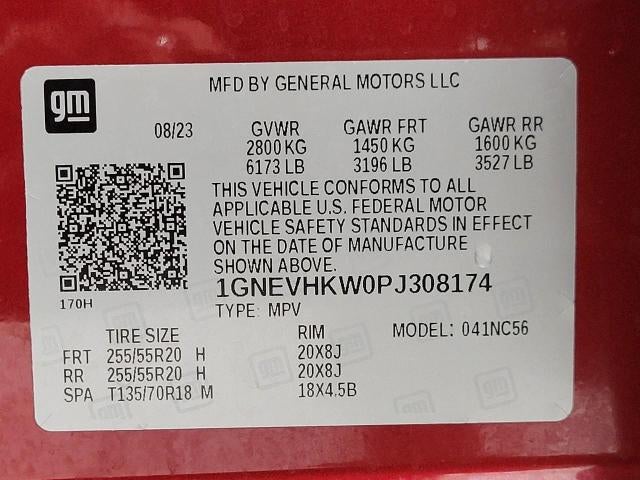 MFD BY GENERAL MOTORS LLC
gm
08/23 GVWR GAWR FRT GAWR RR
2800 KG 1450 KG 1600 KG
6173 LB 3196 LB 3527 LB
THIS VEHICLE CONFORMS TO ALL
APPLICABLE U.S. FEDERAL MOTOR
VEHICLE SAFETY STANDARDS IN EFFECT
ON THE DATE OF MANUFACTURE
SHOWN ABOVE.
170H
1GNEVHKW0PJ308174
TYPE: MPV
TIRE SIZE RIM MODEL: 041NC56
FRT 255/55R20 H 20X8J
RR 255/55R20 H 20X8J
SPA T135/70R18 M 18X4.5B